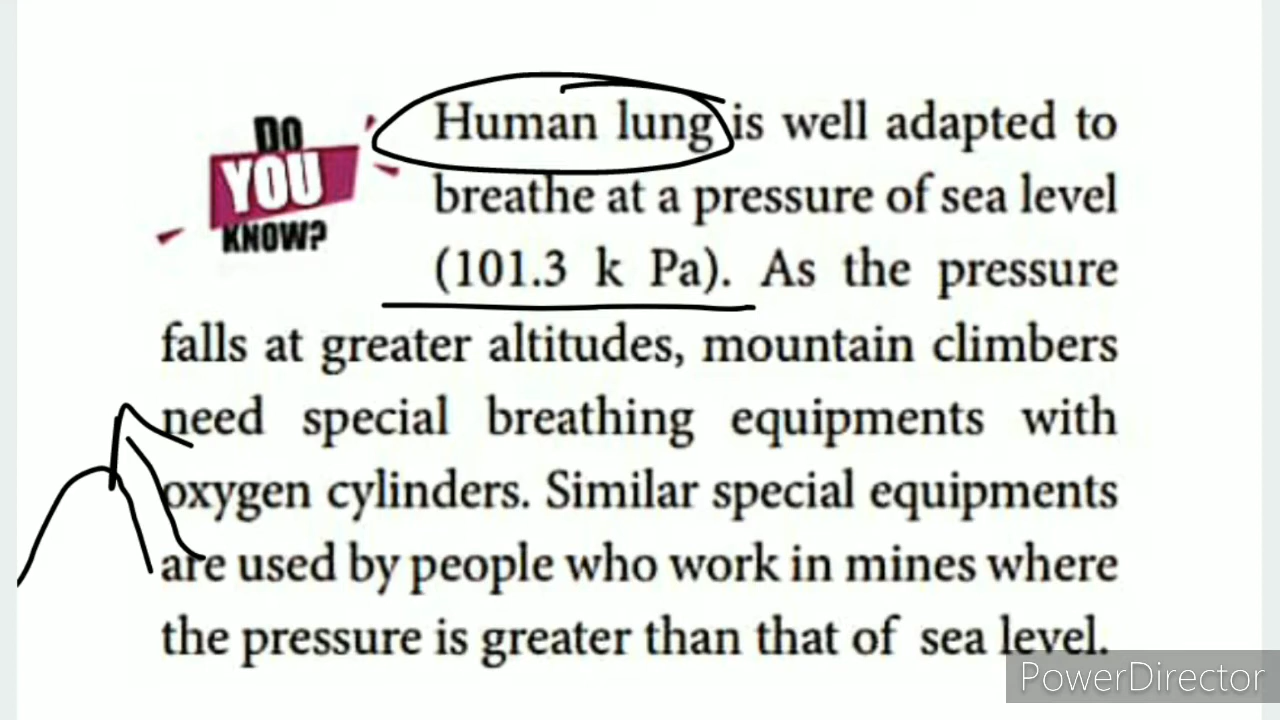 DO
YOU
KNOW?
Human lung is well adapted to
breathe at a pressure of sea level
(101.3 k Pa). As the pressure
falls at greater altitudes, mountain climbers
need special breathing equipments with
oxygen cylinders. Similar special equipments
are used by people who work in mines where
the pressure is greater than that of sea level.
PowerDirector